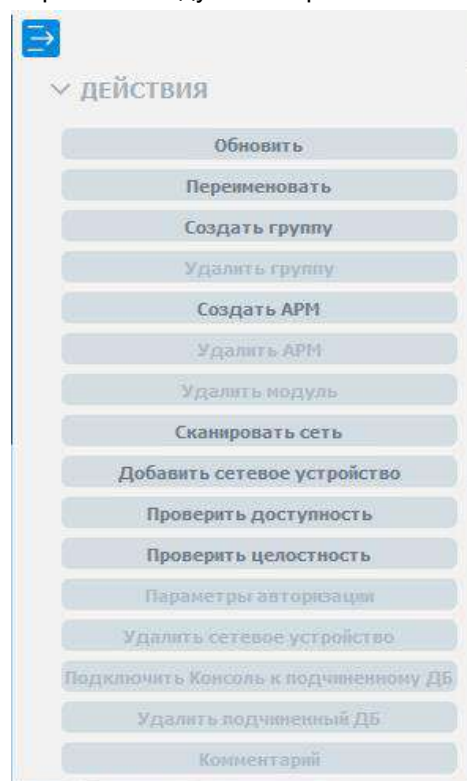 ДЕЙСТВИЯ
Обновить
Переименовать
Создать группу
Удалить группу
Создать АРМ
Удалить АРМ
Удалить модуль
Сканировать сеть
Добавить сетевое устройство
Проверить доступность
Проверить целостность
Параметры авторизации
Удалить сетевое устройство
Подключить Консоль к подчиненному ДБ
Удалить подчиненный ДБ
Комментарий